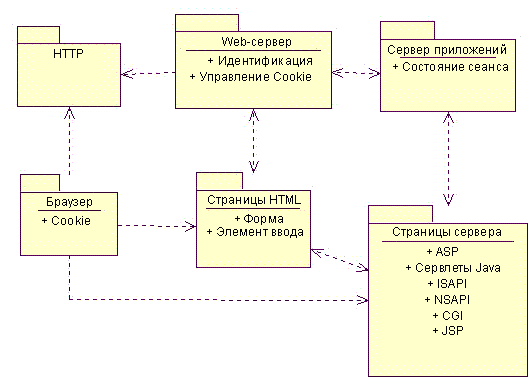 HTTP
Web-сервер
+ Идентификация
+ Управление Cookie
Сервер приложений
+ Состояние сеанса
Браузер
+ Cookie
Страницы HTML
+ Форма
+ Элемент ввода
Страницы сервера
+ ASP
+ Сервлеты Java
+ ISAPI
+ NSAPI
+ CGI
+ JSP